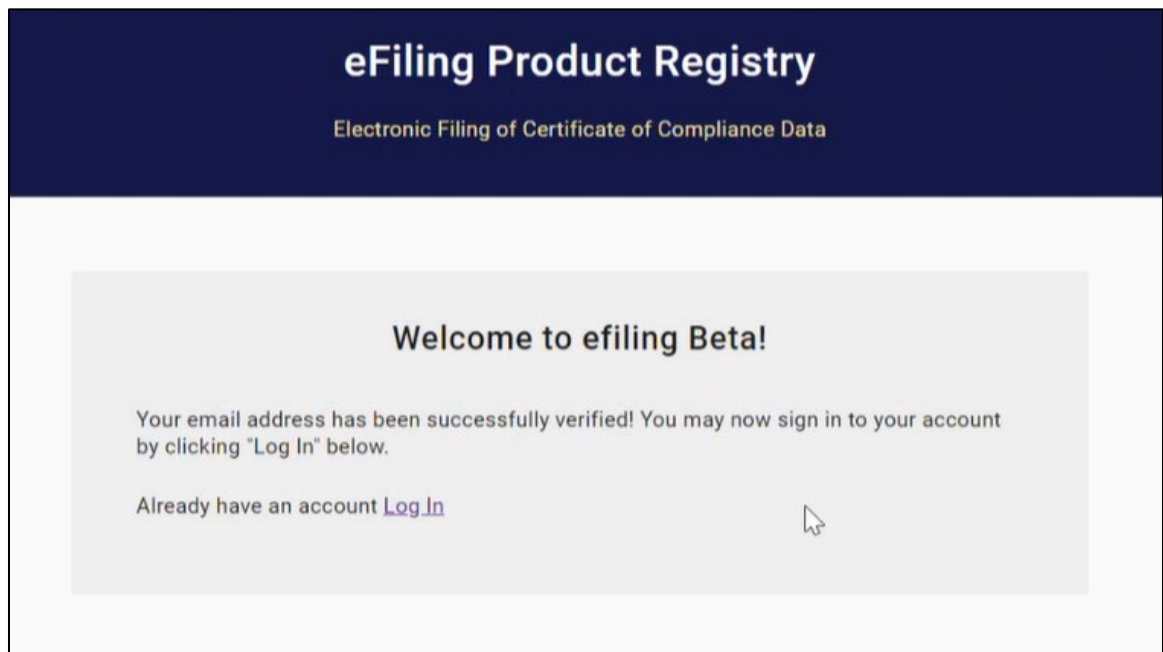 eFiling Product Registry
Electronic Filing of Certificate of Compliance Data
Welcome to efiling Beta!
Your email address has been successfully verified! You may now sign in to your account
by clicking "Log In" below.
Already have an account Log In